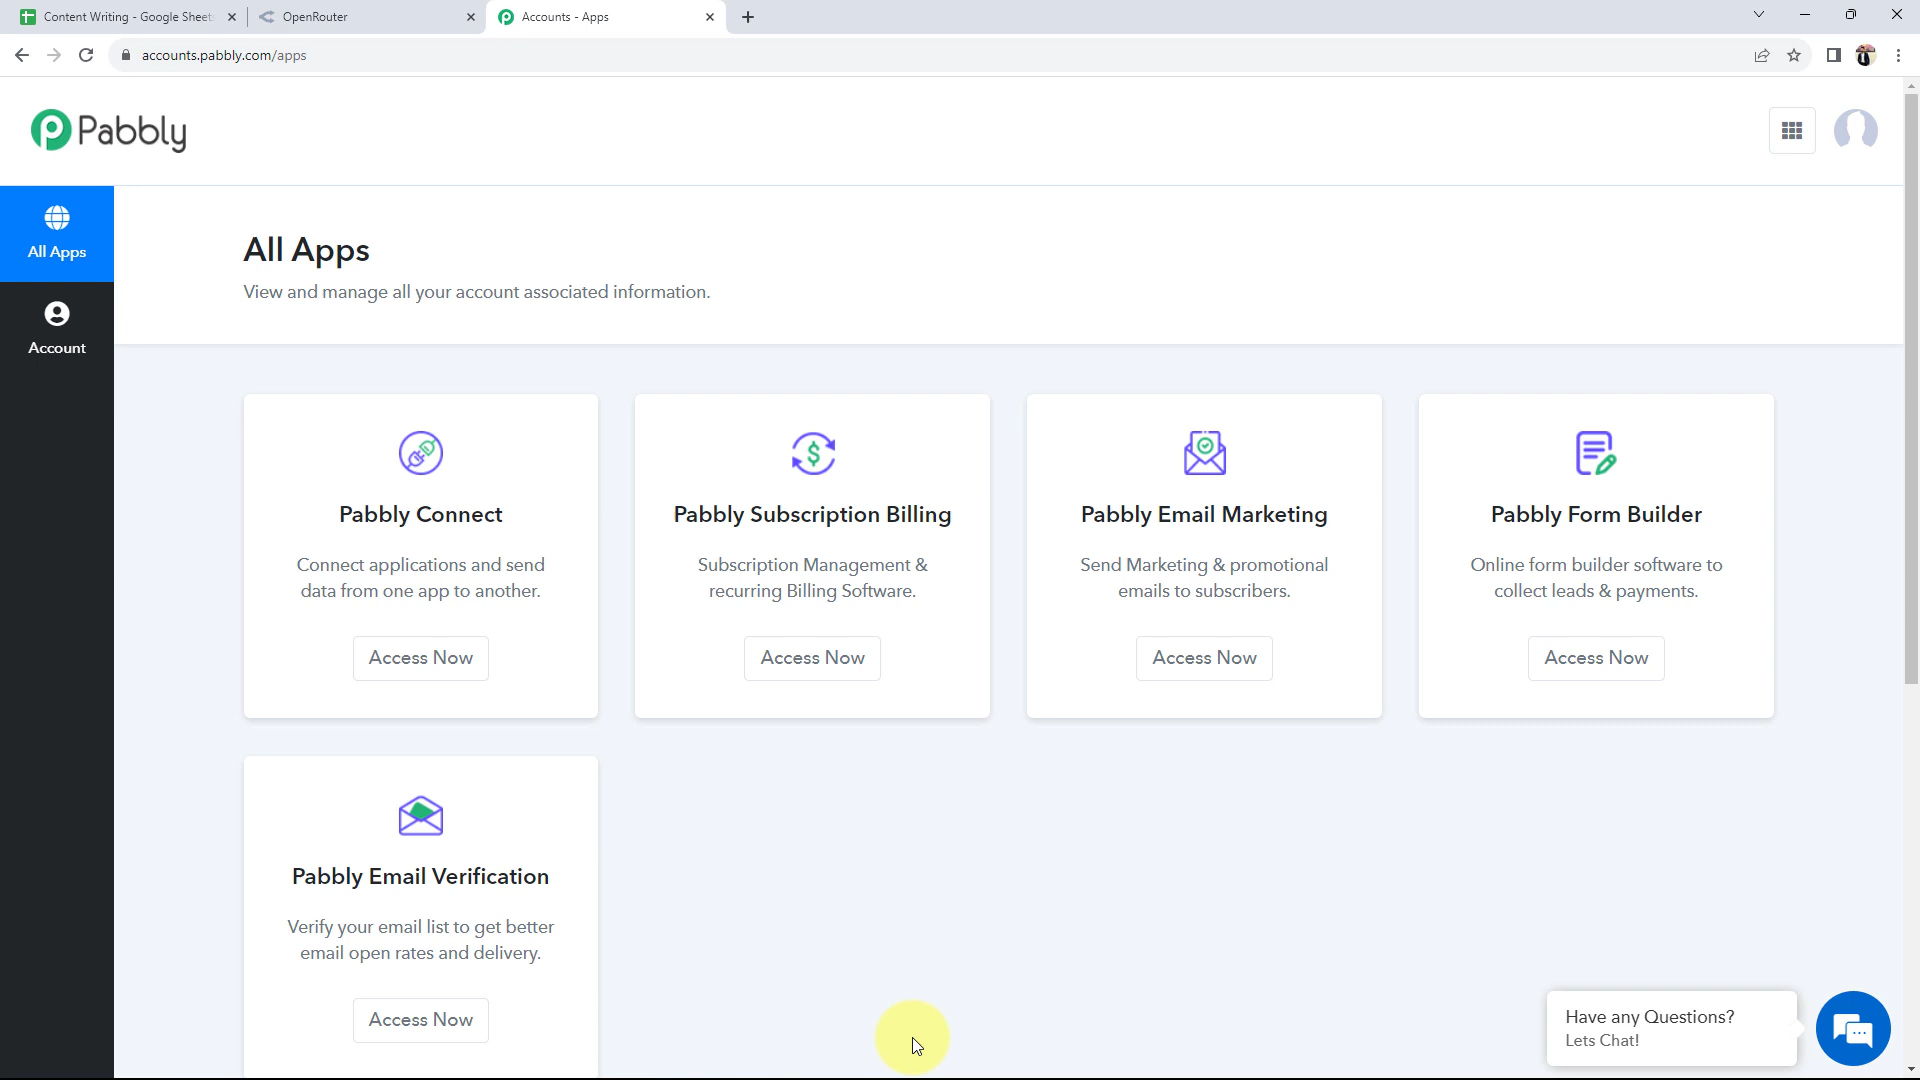 Content Writing - Google Sheets
OpenRouter
Accounts - Apps
accounts.pabbly.com/apps
Pabbly
All Apps
Account
All Apps
View and manage all your account associated information.
Pabbly Connect
Connect applications and send
data from one app to another.
Access Now
Pabbly Subscription Billing
Subscription Management &
recurring Billing Software.
Access Now
Pabbly Email Marketing
Send Marketing & promotional
emails to subscribers.
Access Now
Pabbly Form Builder
Online form builder software to
collect leads & payments.
Access Now
Pabbly Email Verification
Verify your email list to get better
email open rates and delivery.
Access Now
Have any Questions?
Lets Chat!